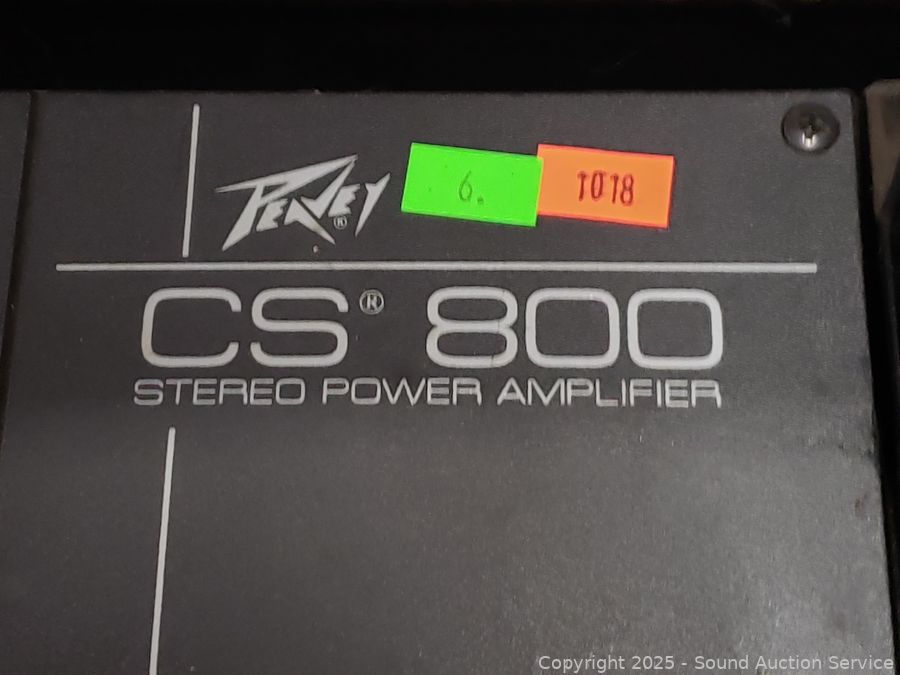 PEAVEY®
6.
1018
CS® 800
STEREO POWER AMPLIFIER
Copyright 2025 - Sound Auction Service